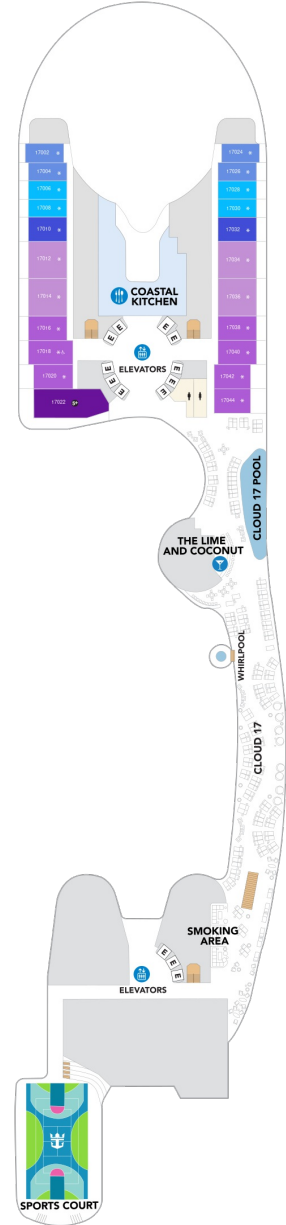 17002
17024
17004
17026
17006
17028
17008
17030
17010
17032
17012
17034
17014
17036
COASTAL
KITCHEN
17016
17038
E E E E
17018
17040
ELEVATORS
17020
17042
E E E E E E
17022
17044
CLOUD 17 POOL
THE LIME
AND COCONUT
WHIRLPOOL
CLOUD 17
SMOKING
AREA
E E E
ELEVATORS
SPORTS COURT